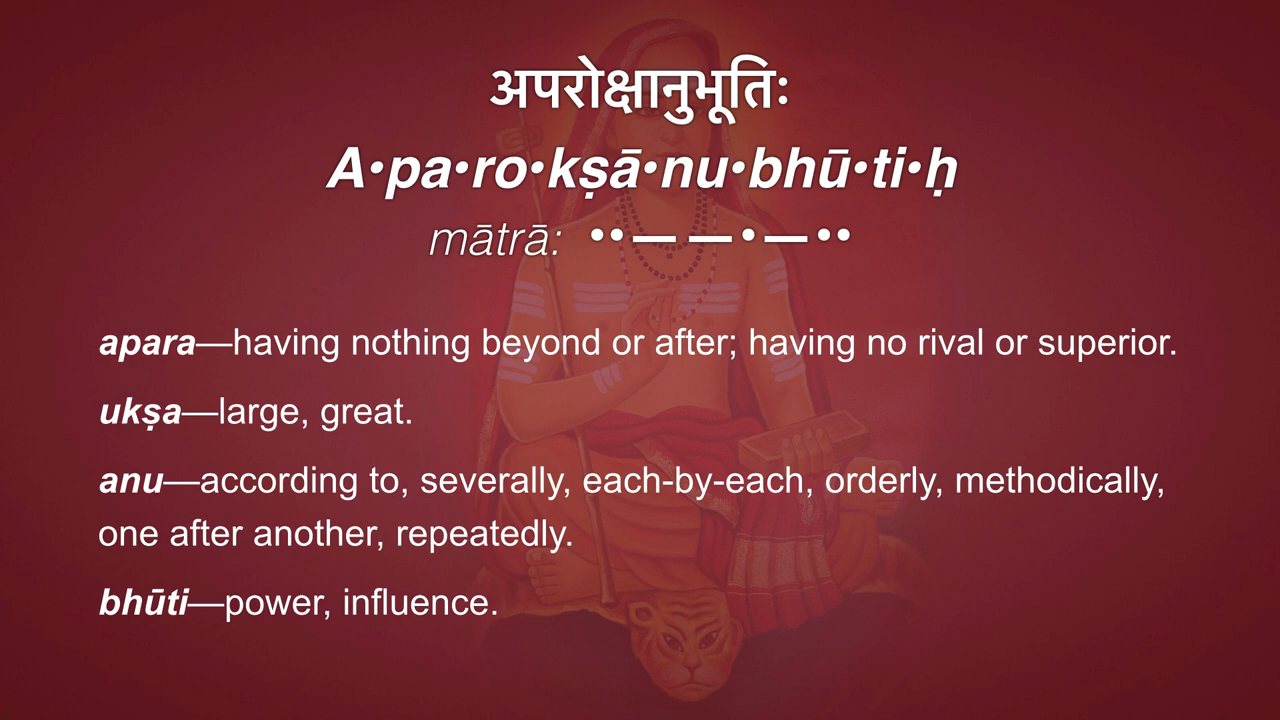 अपरोक्षानुभूतिः
A•pa•ro•kṣā•nu•bhū•ti•ḥ
mātrā: ••— —•—••
apara—having nothing beyond or after; having no rival or superior.
ukṣa—large, great.
anu—according to, severally, each-by-each, orderly, methodically,
one after another, repeatedly.
bhūti—power, influence.